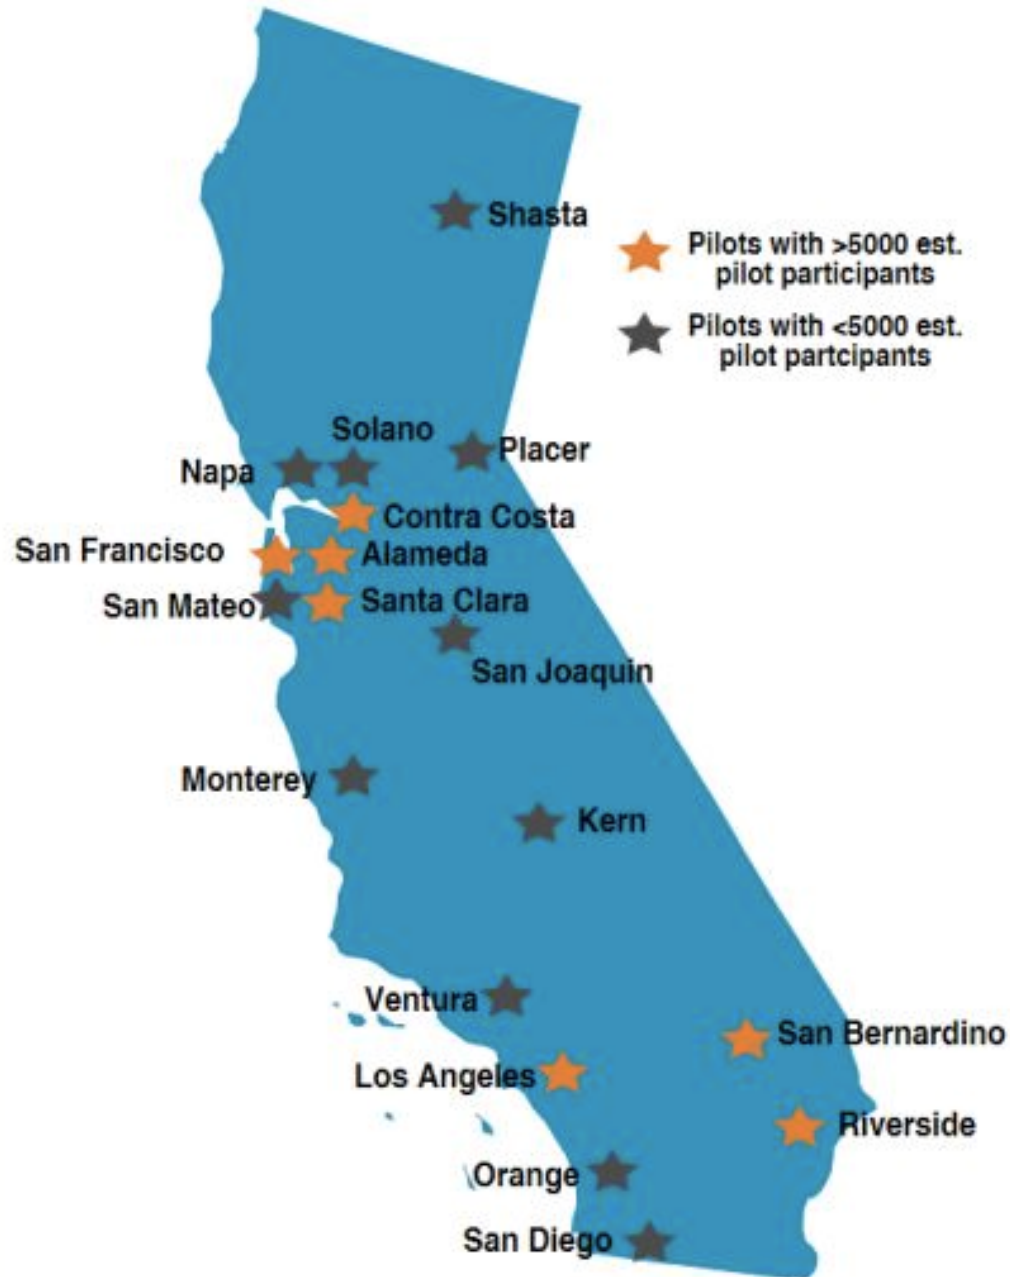 Shasta
Pilots with >5000 est.
pilot participants
Pilots with <5000 est.
pilot partcipants
Solano
Placer
Napa
Contra Costa
San Francisco
Alameda
San Mateo
Santa Clara
San Joaquin
Monterey
Kern
Ventura
San Bernardino
Los Angeles
Riverside
Orange
San Diego